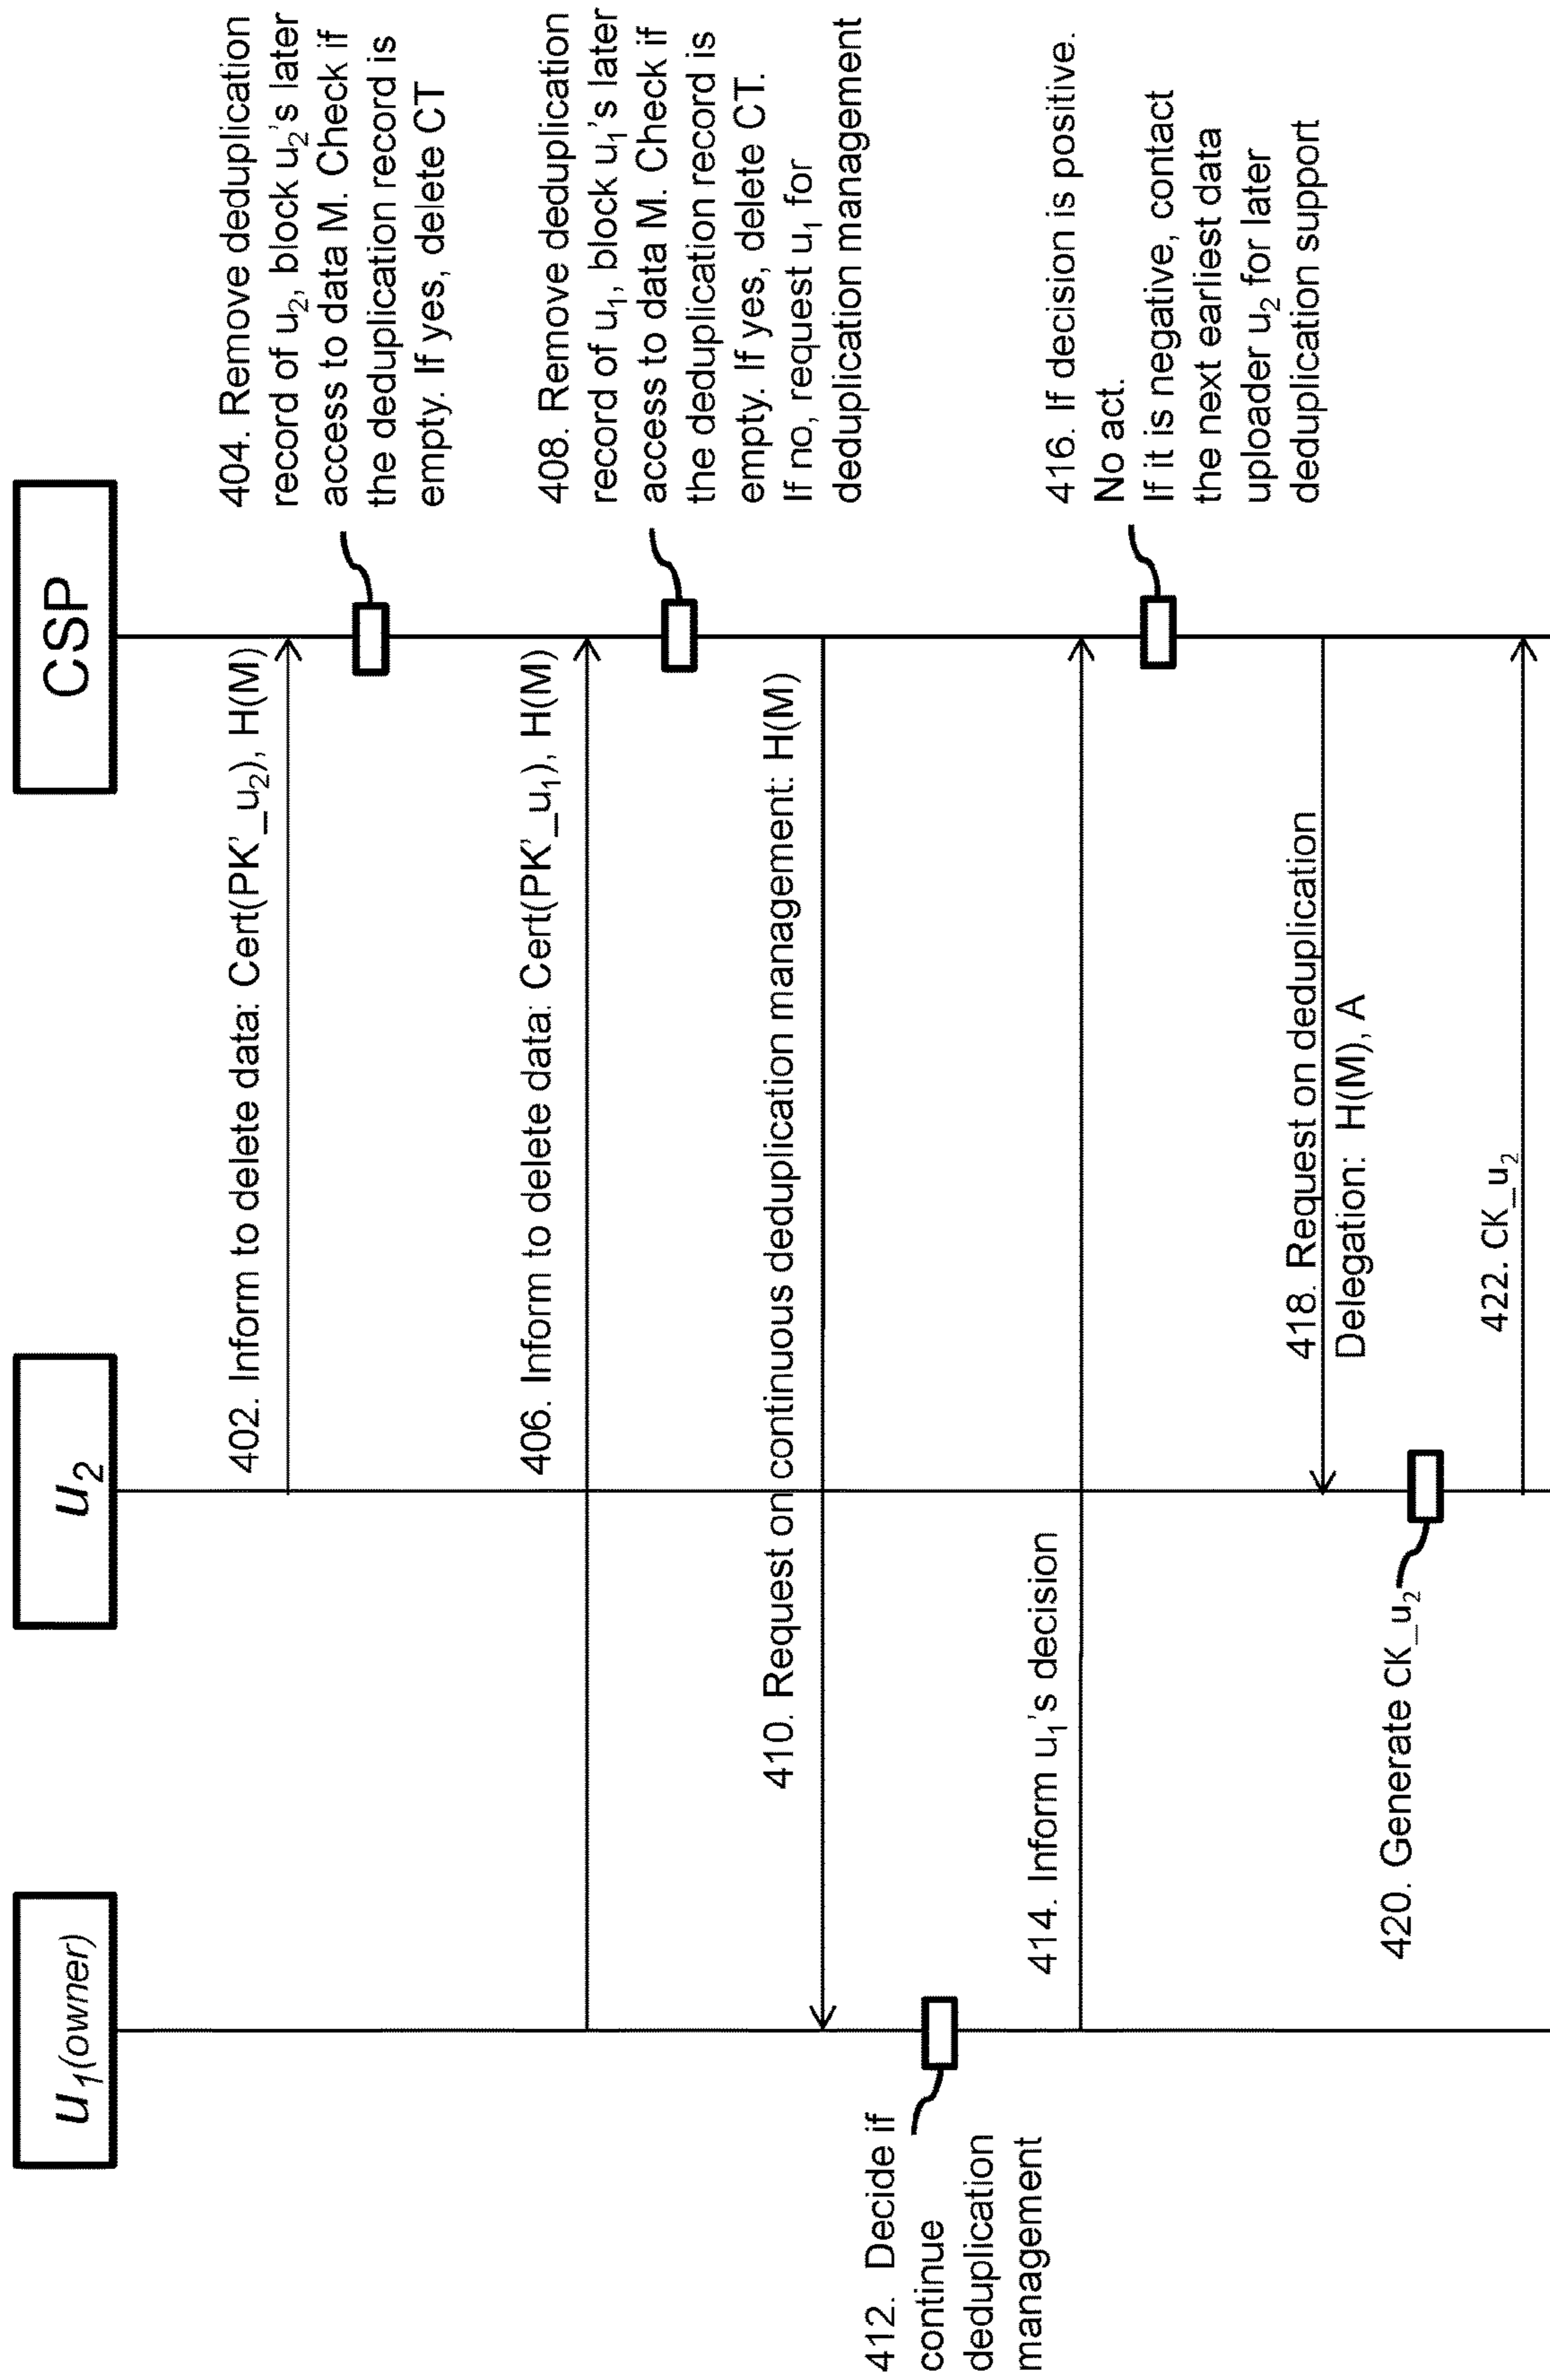 u1(owner)
u2
CSP
402. Inform to delete data: Cert(PK'_u2), H(M)
404. Remove deduplication
record of u2, block u2's later
access to data M. Check if
the deduplication record is
empty. If yes, delete CT
406. Inform to delete data: Cert(PK'_u1), H(M)
408. Remove deduplication
record of u1, block u1's later
access to data M. Check if
the deduplication record is
empty. If yes, delete CT.
If no, request u1 for
deduplication management
410. Request on continuous deduplication management: H(M)
412. Decide if
continue
deduplication
management
414. Inform u1's decision
416. If decision is positive.
No act.
If it is negative, contact
the next earliest data
uploader u2 for later
deduplication support
418. Request on deduplication
Delegation: H(M), A
420. Generate CK_u2
422. CK_u2